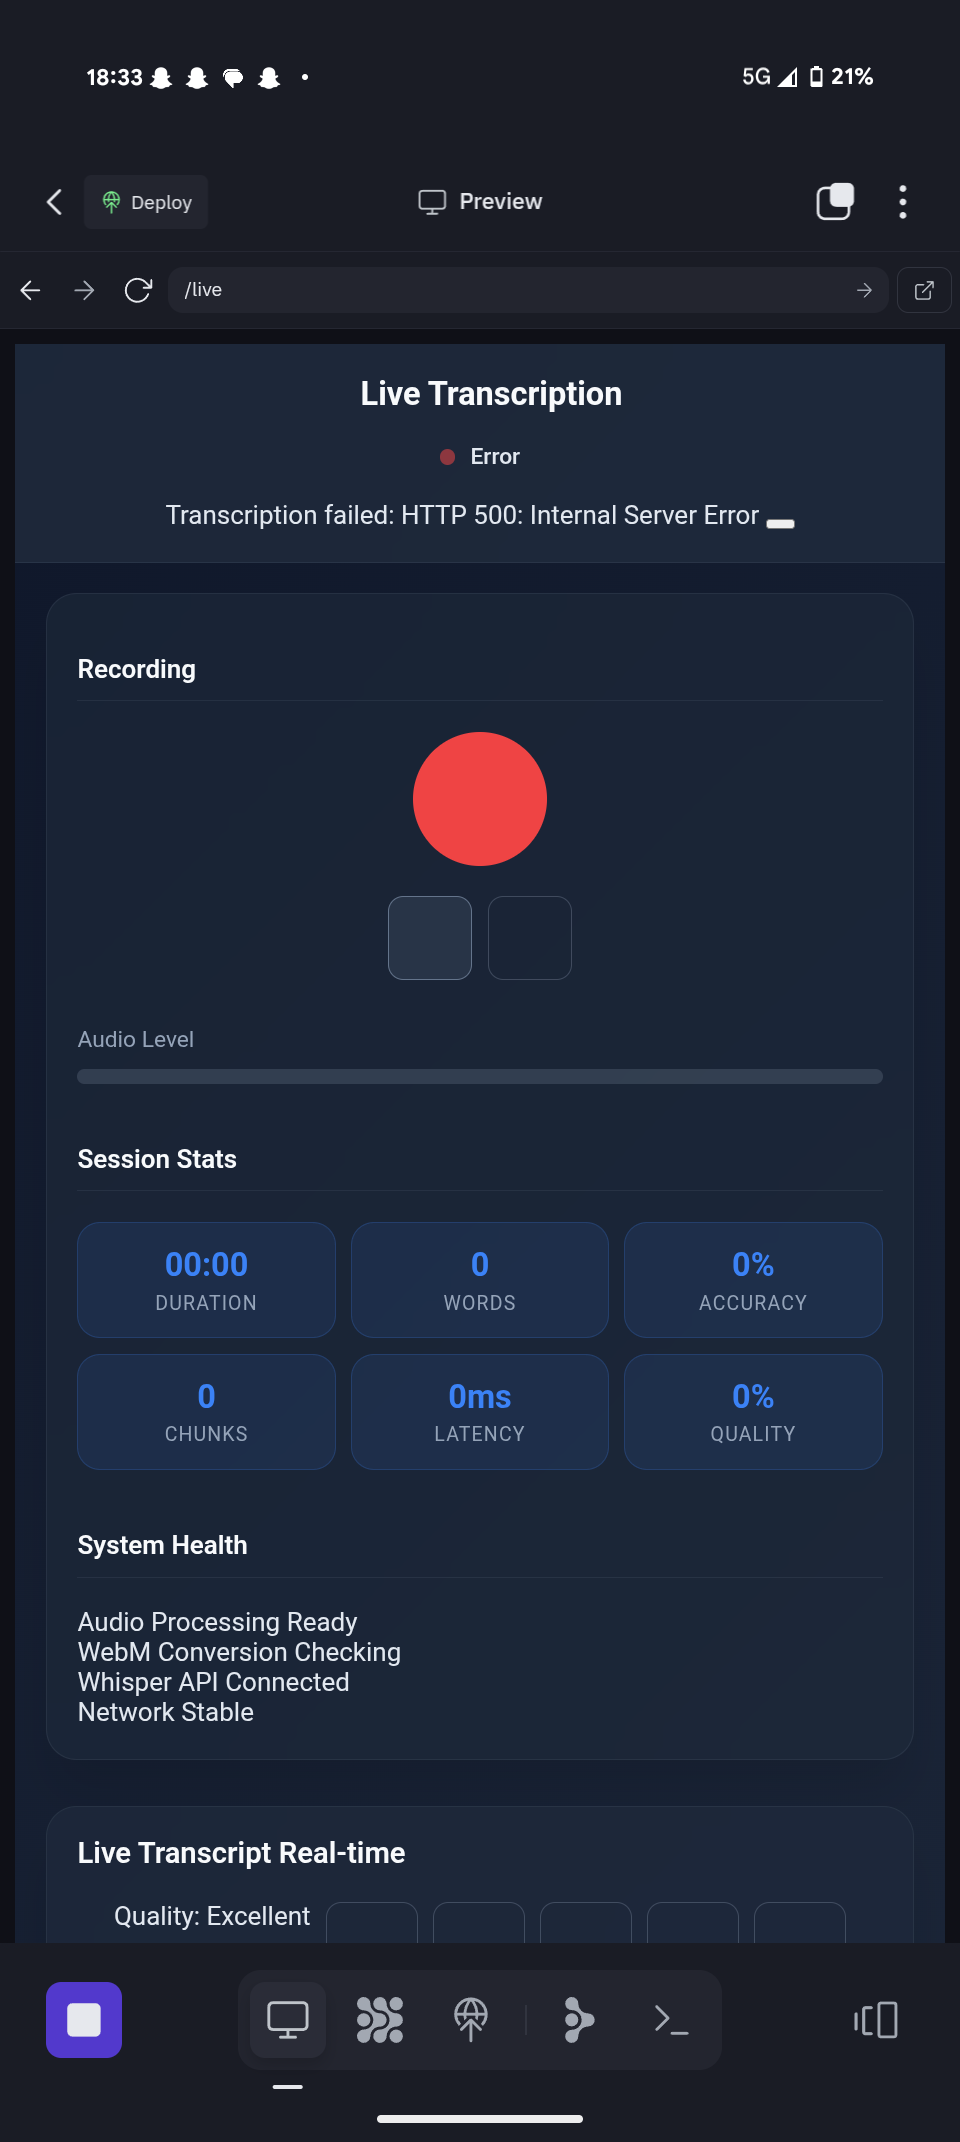 18:33
5G 21%
Deploy
Preview
/live
Live Transcription
Error
Transcription failed: HTTP 500: Internal Server Error
Recording
Audio Level
Session Stats
00:00 0 0%
DURATION WORDS ACCURACY
0 0ms 0%
CHUNKS LATENCY QUALITY
System Health
Audio Processing Ready
WebM Conversion Checking
Whisper API Connected
Network Stable
Live Transcript Real-time
Quality: Excellent